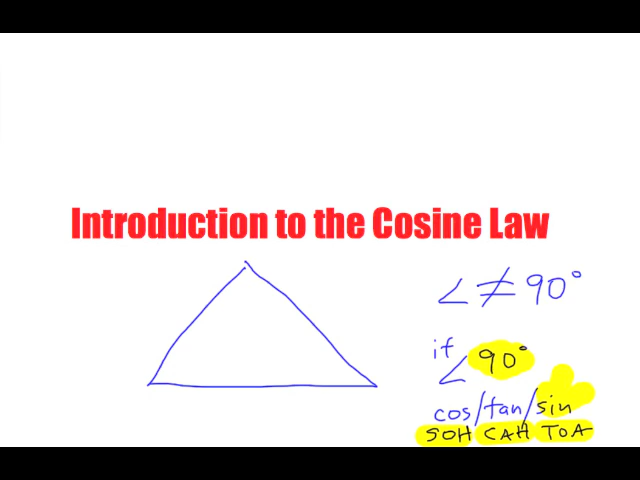 Introduction to the Cosine Law
∠ ≠ 90°
if
∠ 90°
cos/tan/sin
SOH CAH TOA